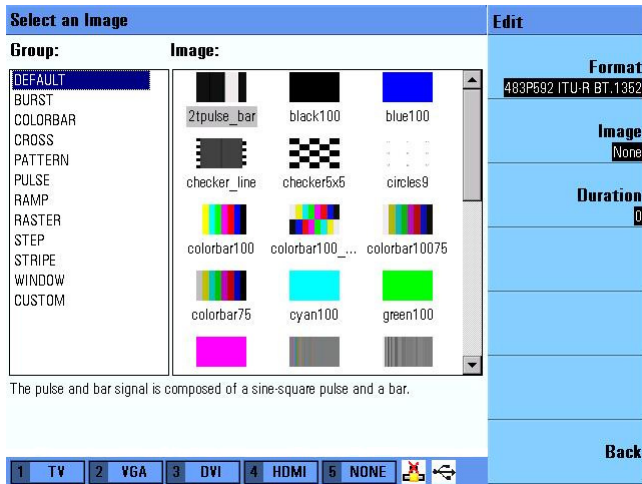 Select an Image
Edit
Group:
Image:
DEFAULT
BURST
COLORBAR
CROSS
PATTERN
PULSE
RAMP
RASTER
STEP
STRIPE
WINDOW
CUSTOM
2tpulse_bar
black100
blue100
checker_line
checker5x5
circles9
colorbar100
colorbar100_...
colorbar10075
colorbar75
cyan100
green100
Format
483P592 ITU-R BT.1352
Image
None
Duration
0
Back
The pulse and bar signal is composed of a sine-square pulse and a bar.
1 TV 2 VGA 3 DVI 4 HDMI 5 NONE